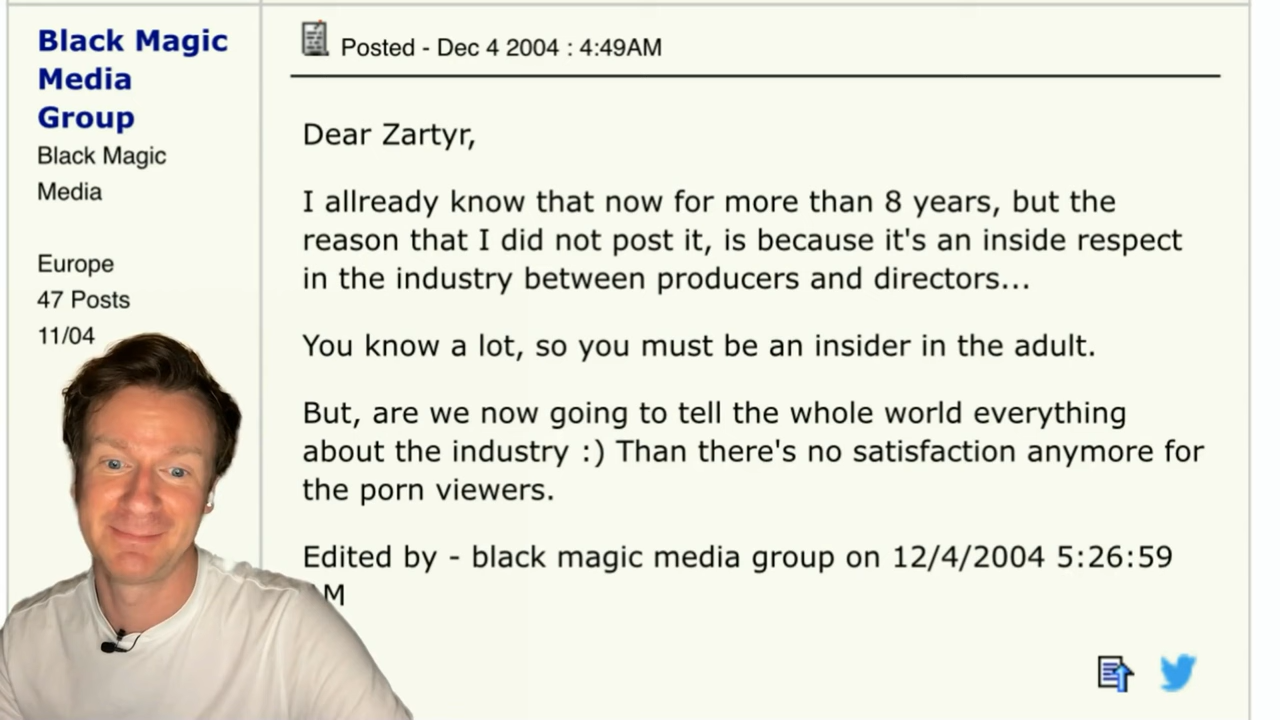 Black Magic
Media
Group
Black Magic
Media
Europe
47 Posts
11/04
Posted - Dec 4 2004 : 4:49AM
Dear Zartyr,
I allready know that now for more than 8 years, but the
reason that I did not post it, is because it's an inside respect
in the industry between producers and directors...
You know a lot, so you must be an insider in the adult.
But, are we now going to tell the whole world everything
about the industry :) Than there's no satisfaction anymore for
the porn viewers.
Edited by - black magic media group on 12/4/2004 5:26:59
AM